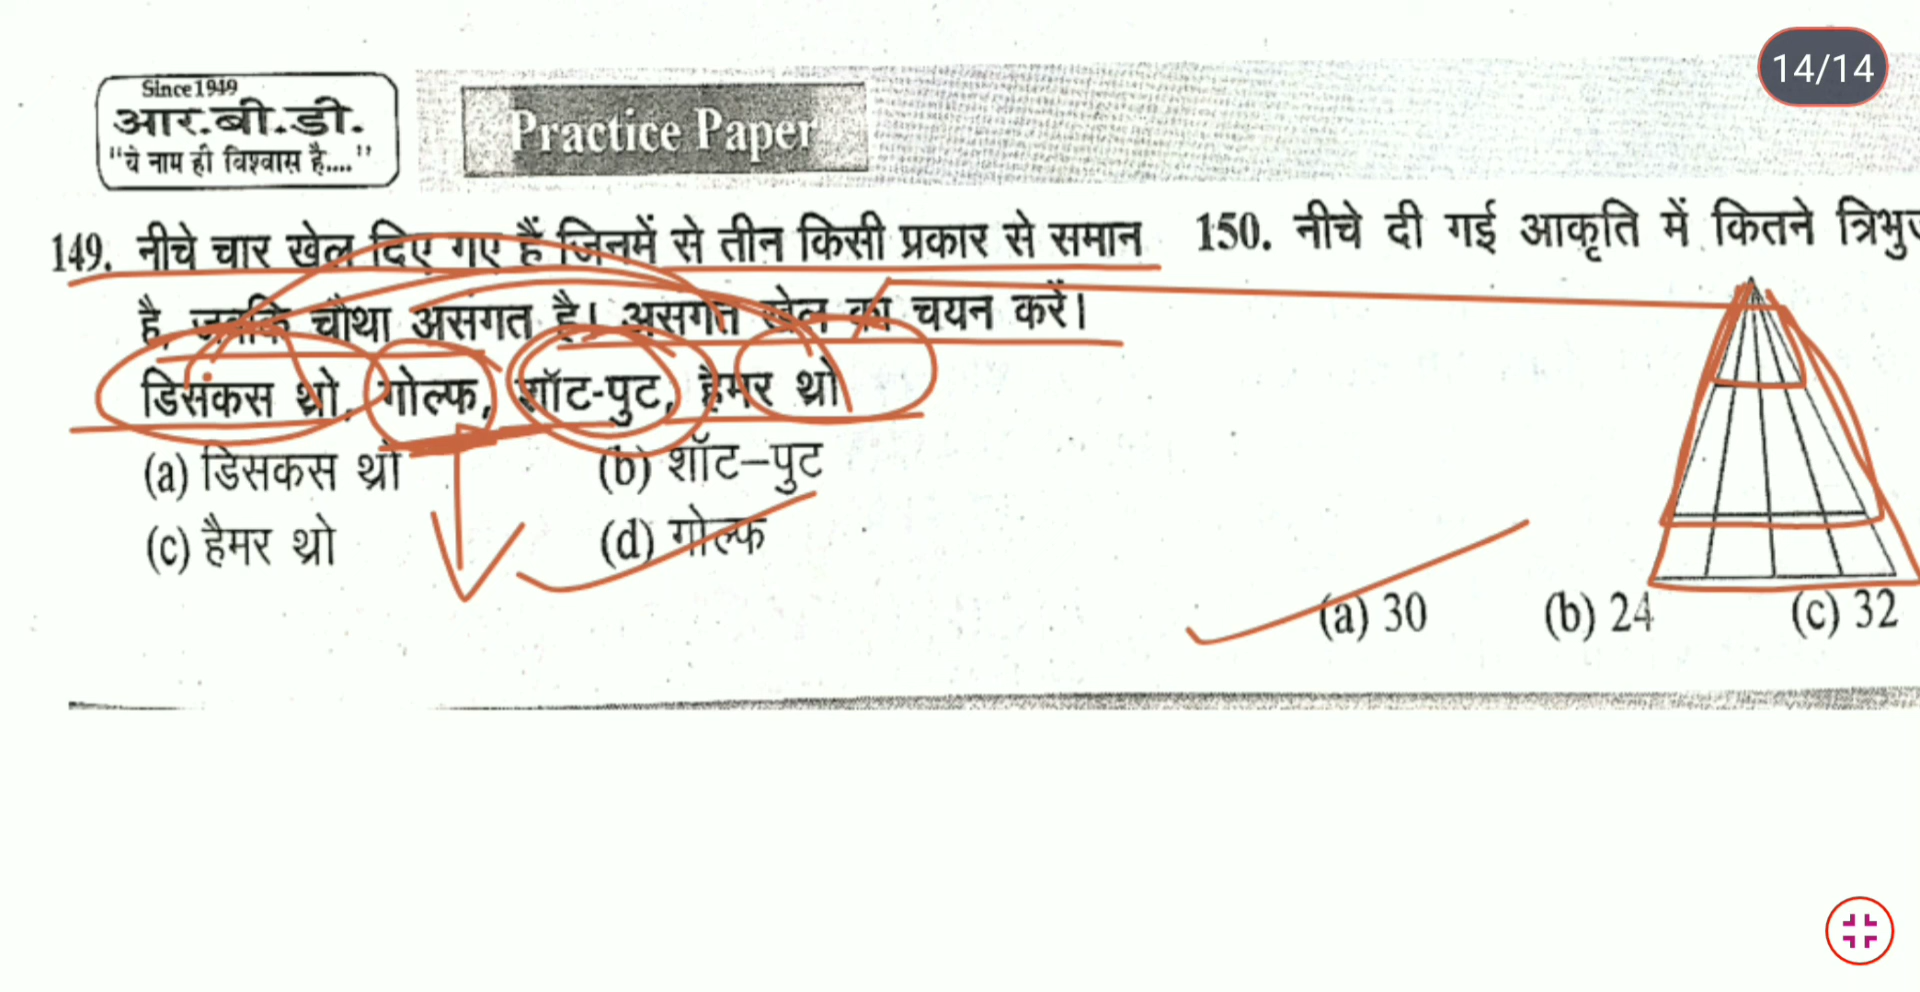 14/14
Since 1949
आर.बी.डी.
"ये नाम ही विश्वास है...."
Practice Paper
149. नीचे चार खेल दिए गए हैं जिनमें से तीन किसी प्रकार से समान
है, जबकि चौथा असंगत है। असंगत खेल का चयन करें।
डिसकस थ्रो, गोल्फ, शॉट-पुट, हैमर थ्रो
(a) डिसकस थ्रो (b) शॉट–पुट
(c) हैमर थ्रो (d) गोल्फ
150. नीचे दी गई आकृति में कितने
(a) 30 (b) 24 (c) 32